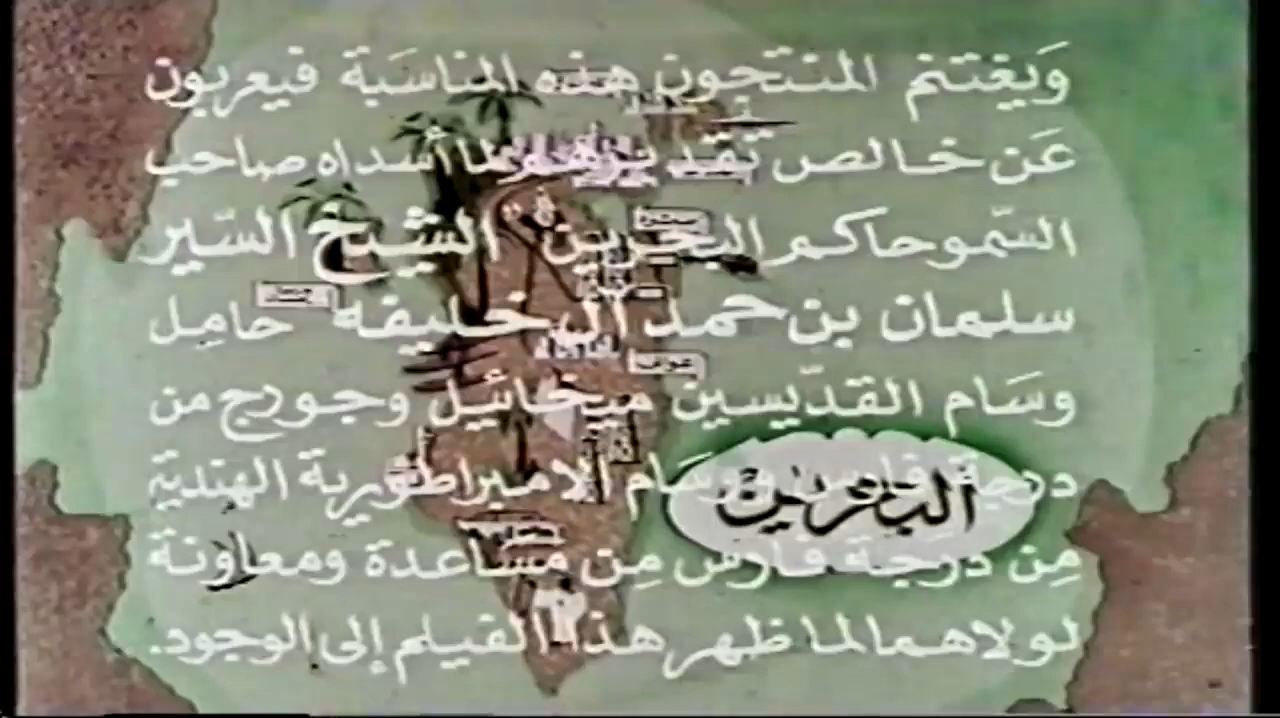 وَيغتنم المنتجون هذه المناسَبة فيعربون
عَن خالص تقديرهم لما أسداه صاحب
السّمو حاكم البحرين الشيخ السّير
سلمان بن حمد آل خليفه حامِل
وسَام القدّيسين ميخائيل وجورج من
درجة فارس ووسَام الامبراطورية الهندية
مِن درجة فارس مِن مسَاعدة ومعاونة
لولاهما لما ظهر هذا الفيلم إلى الوجود.
سترة
البحرين